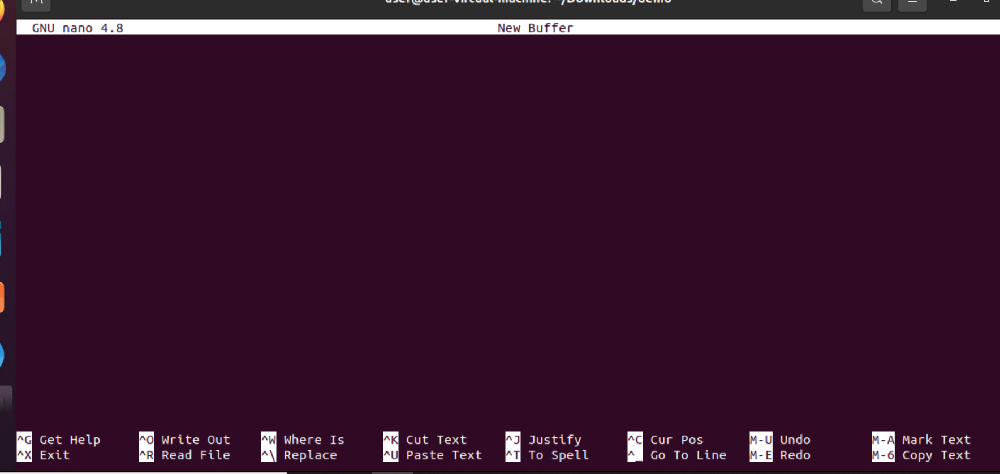 user@user-virtual-machine: ~/Downloads/demo
GNU nano 4.8 New Buffer
^G Get Help ^O Write Out ^W Where Is ^K Cut Text ^J Justify ^C Cur Pos M-U Undo M-A Mark Text
^X Exit ^R Read File ^\ Replace ^U Paste Text ^T To Spell ^_ Go To Line M-E Redo M-6 Copy Text